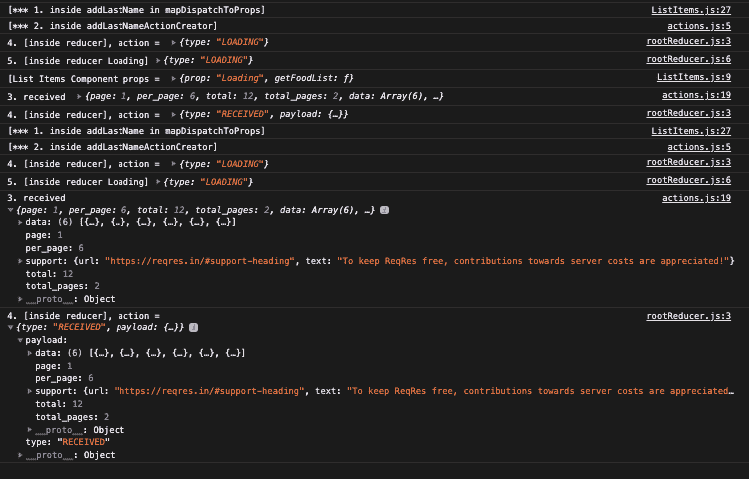 [*** 1. inside addLastName in mapDispatchToProps] ListItems.js:27
[*** 2. inside addLastNameActionCreator] actions.js:5
4. [inside reducer], action = ▶{type: "LOADING"} rootReducer.js:3
5. [inside reducer Loading] ▶{type: "LOADING"} rootReducer.js:6
[List Items Component props = ▶{prop: "Loading", getFoodList: ƒ} ListItems.js:9
3. received ▶{page: 1, per_page: 6, total: 12, total_pages: 2, data: Array(6), …} actions.js:19
4. [inside reducer], action = ▶{type: "RECEIVED", payload: {…}} rootReducer.js:3
[*** 1. inside addLastName in mapDispatchToProps] ListItems.js:27
[*** 2. inside addLastNameActionCreator] actions.js:5
4. [inside reducer], action = ▶{type: "LOADING"} rootReducer.js:3
5. [inside reducer Loading] ▶{type: "LOADING"} rootReducer.js:6
3. received actions.js:19
▼{page: 1, per_page: 6, total: 12, total_pages: 2, data: Array(6), …} i
▶data: (6) [{…}, {…}, {…}, {…}, {…}, {…}]
page: 1
per_page: 6
▶support: {url: "https://reqres.in/#support-heading", text: "To keep ReqRes free, contributions towards server costs are appreciated!"}
total: 12
total_pages: 2
▶__proto__: Object
4. [inside reducer], action = rootReducer.js:3
▼{type: "RECEIVED", payload: {…}} i
▼payload:
▶data: (6) [{…}, {…}, {…}, {…}, {…}, {…}]
page: 1
per_page: 6
▶support: {url: "https://reqres.in/#support-heading", text: "To keep ReqRes free, contributions towards server costs are appreciated…
total: 12
total_pages: 2
▶__proto__: Object
type: "RECEIVED"
▶__proto__: Object